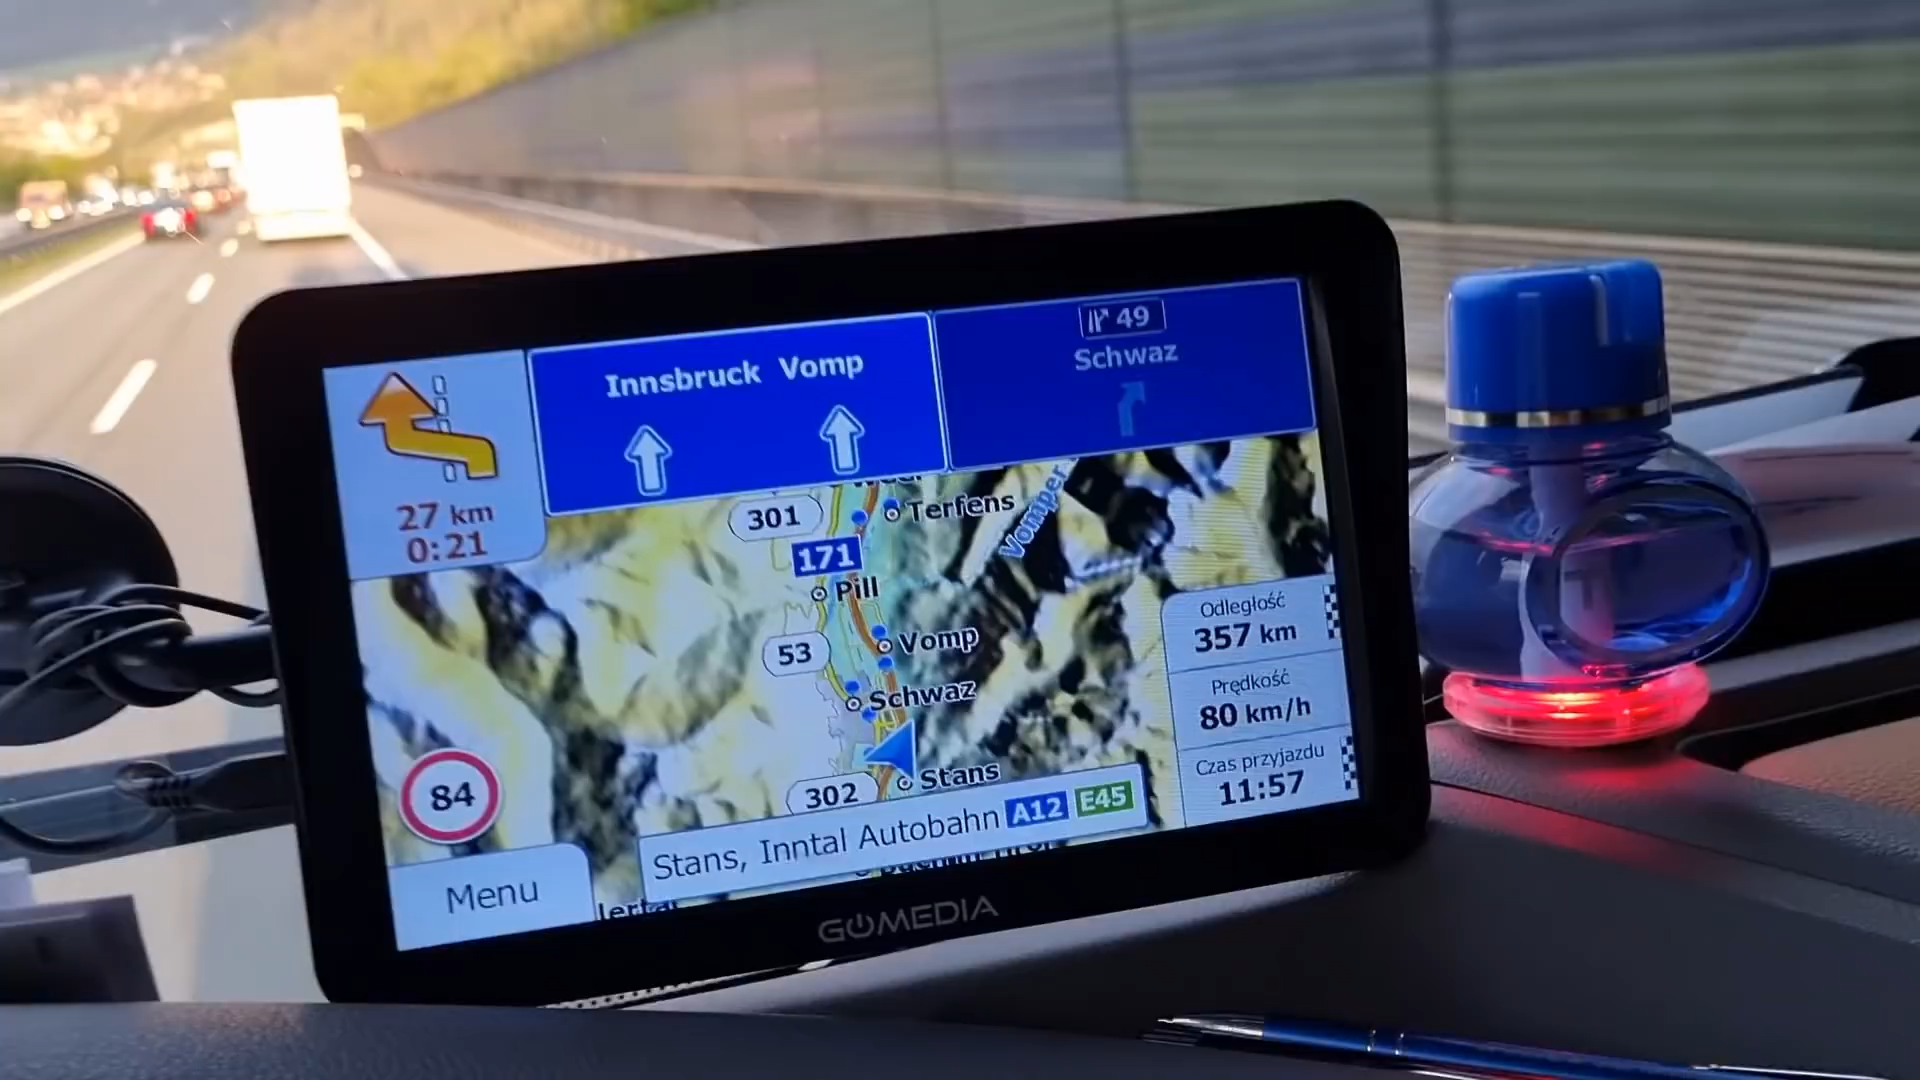 49
Innsbruck Vomp
Schwaz
27 km
0:21
301
Terfens
Vomper
171
Pill
Odległość
357 km
53
Vomp
Schwaz
Prędkość
80 km/h
84
Stans
Czas przyjazdu
11:57
302
Stans, Inntal Autobahn A12 E45
Menu
GOMEDIA